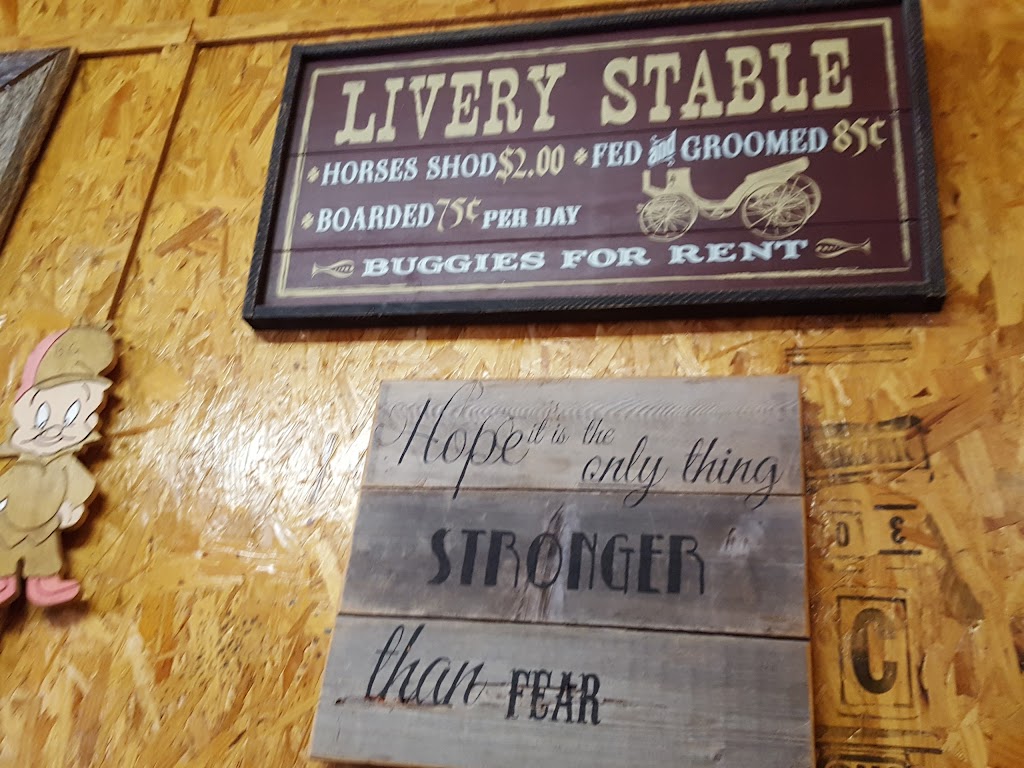 LIVERY STABLE
HORSES SHOD $2.00 FED and GROOMED 85¢
BOARDED 75¢ PER DAY
BUGGIES FOR RENT
Hope it is the
only thing
STRONGER
than FEAR
C